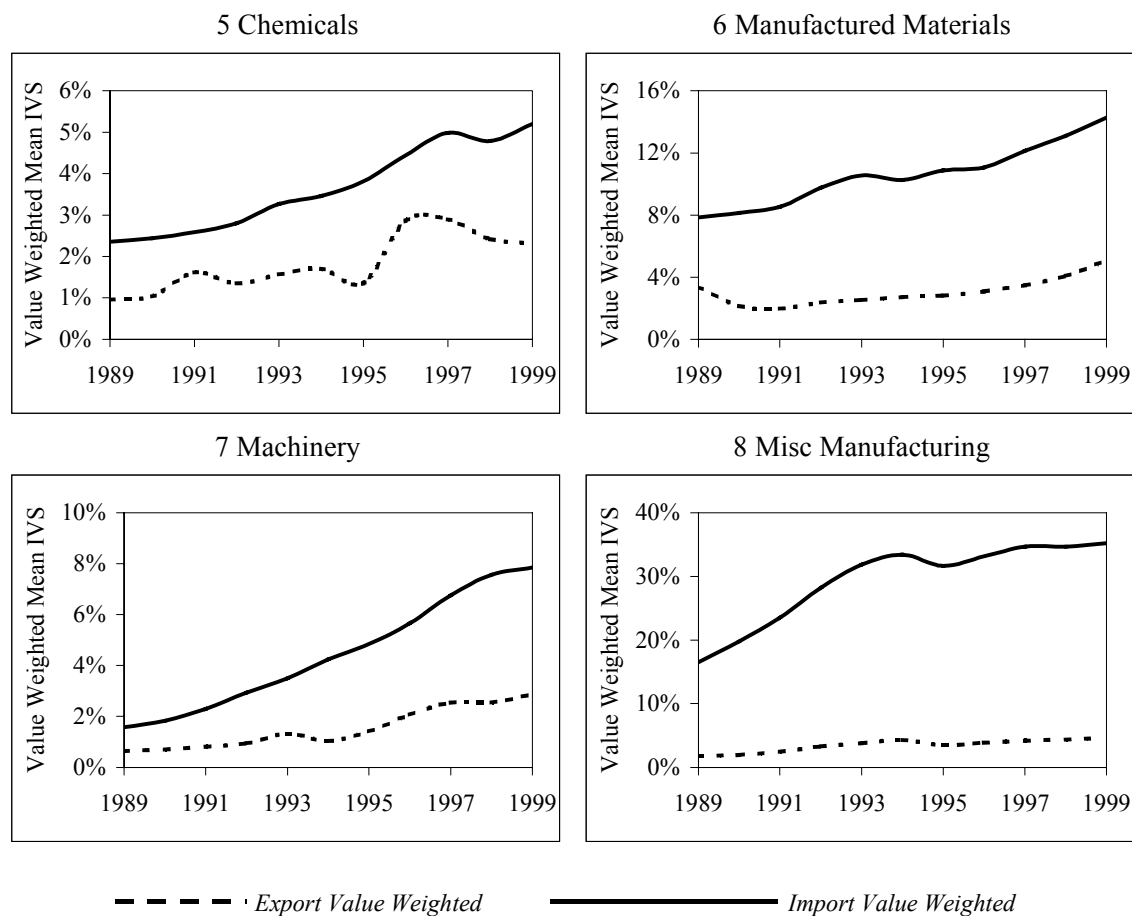 5 Chemicals
6 Manufactured Materials
Value Weighted Mean IVS
6%
5%
4%
3%
2%
1%
0%
1989 1991 1993 1995 1997 1999
Value Weighted Mean IVS
16%
12%
8%
4%
0%
1989 1991 1993 1995 1997 1999
7 Machinery
8 Misc Manufacturing
Value Weighted Mean IVS
10%
8%
6%
4%
2%
0%
1989 1991 1993 1995 1997 1999
Value Weighted Mean IVS
40%
30%
20%
10%
0%
1989 1991 1993 1995 1997 1999
Export Value Weighted
Import Value Weighted